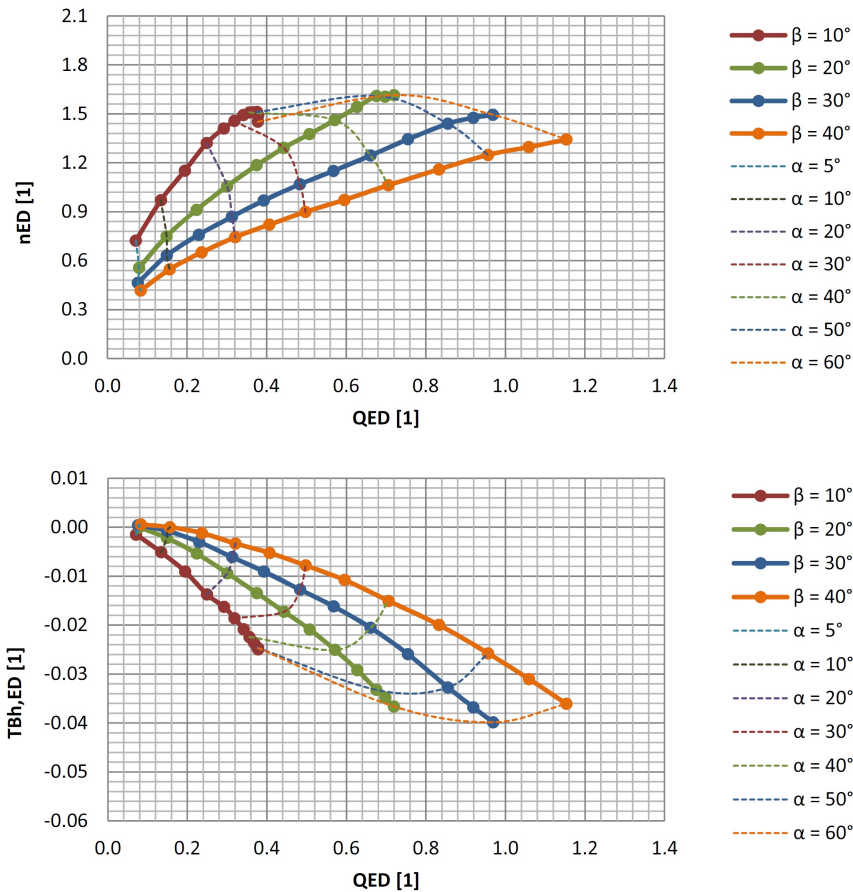 2.1
1.8
1.5
1.2
0.9
0.6
0.3
0.0
nED [1]
0.0 0.2 0.4 0.6 0.8 1.0 1.2 1.4
QED [1]
β = 10°
β = 20°
β = 30°
β = 40°
α = 5°
α = 10°
α = 20°
α = 30°
α = 40°
α = 50°
α = 60°
0.01
0.00
-0.01
-0.02
-0.03
-0.04
-0.05
-0.06
TBh,ED [1]
0.0 0.2 0.4 0.6 0.8 1.0 1.2 1.4
QED [1]
β = 10°
β = 20°
β = 30°
β = 40°
α = 5°
α = 10°
α = 20°
α = 30°
α = 40°
α = 50°
α = 60°